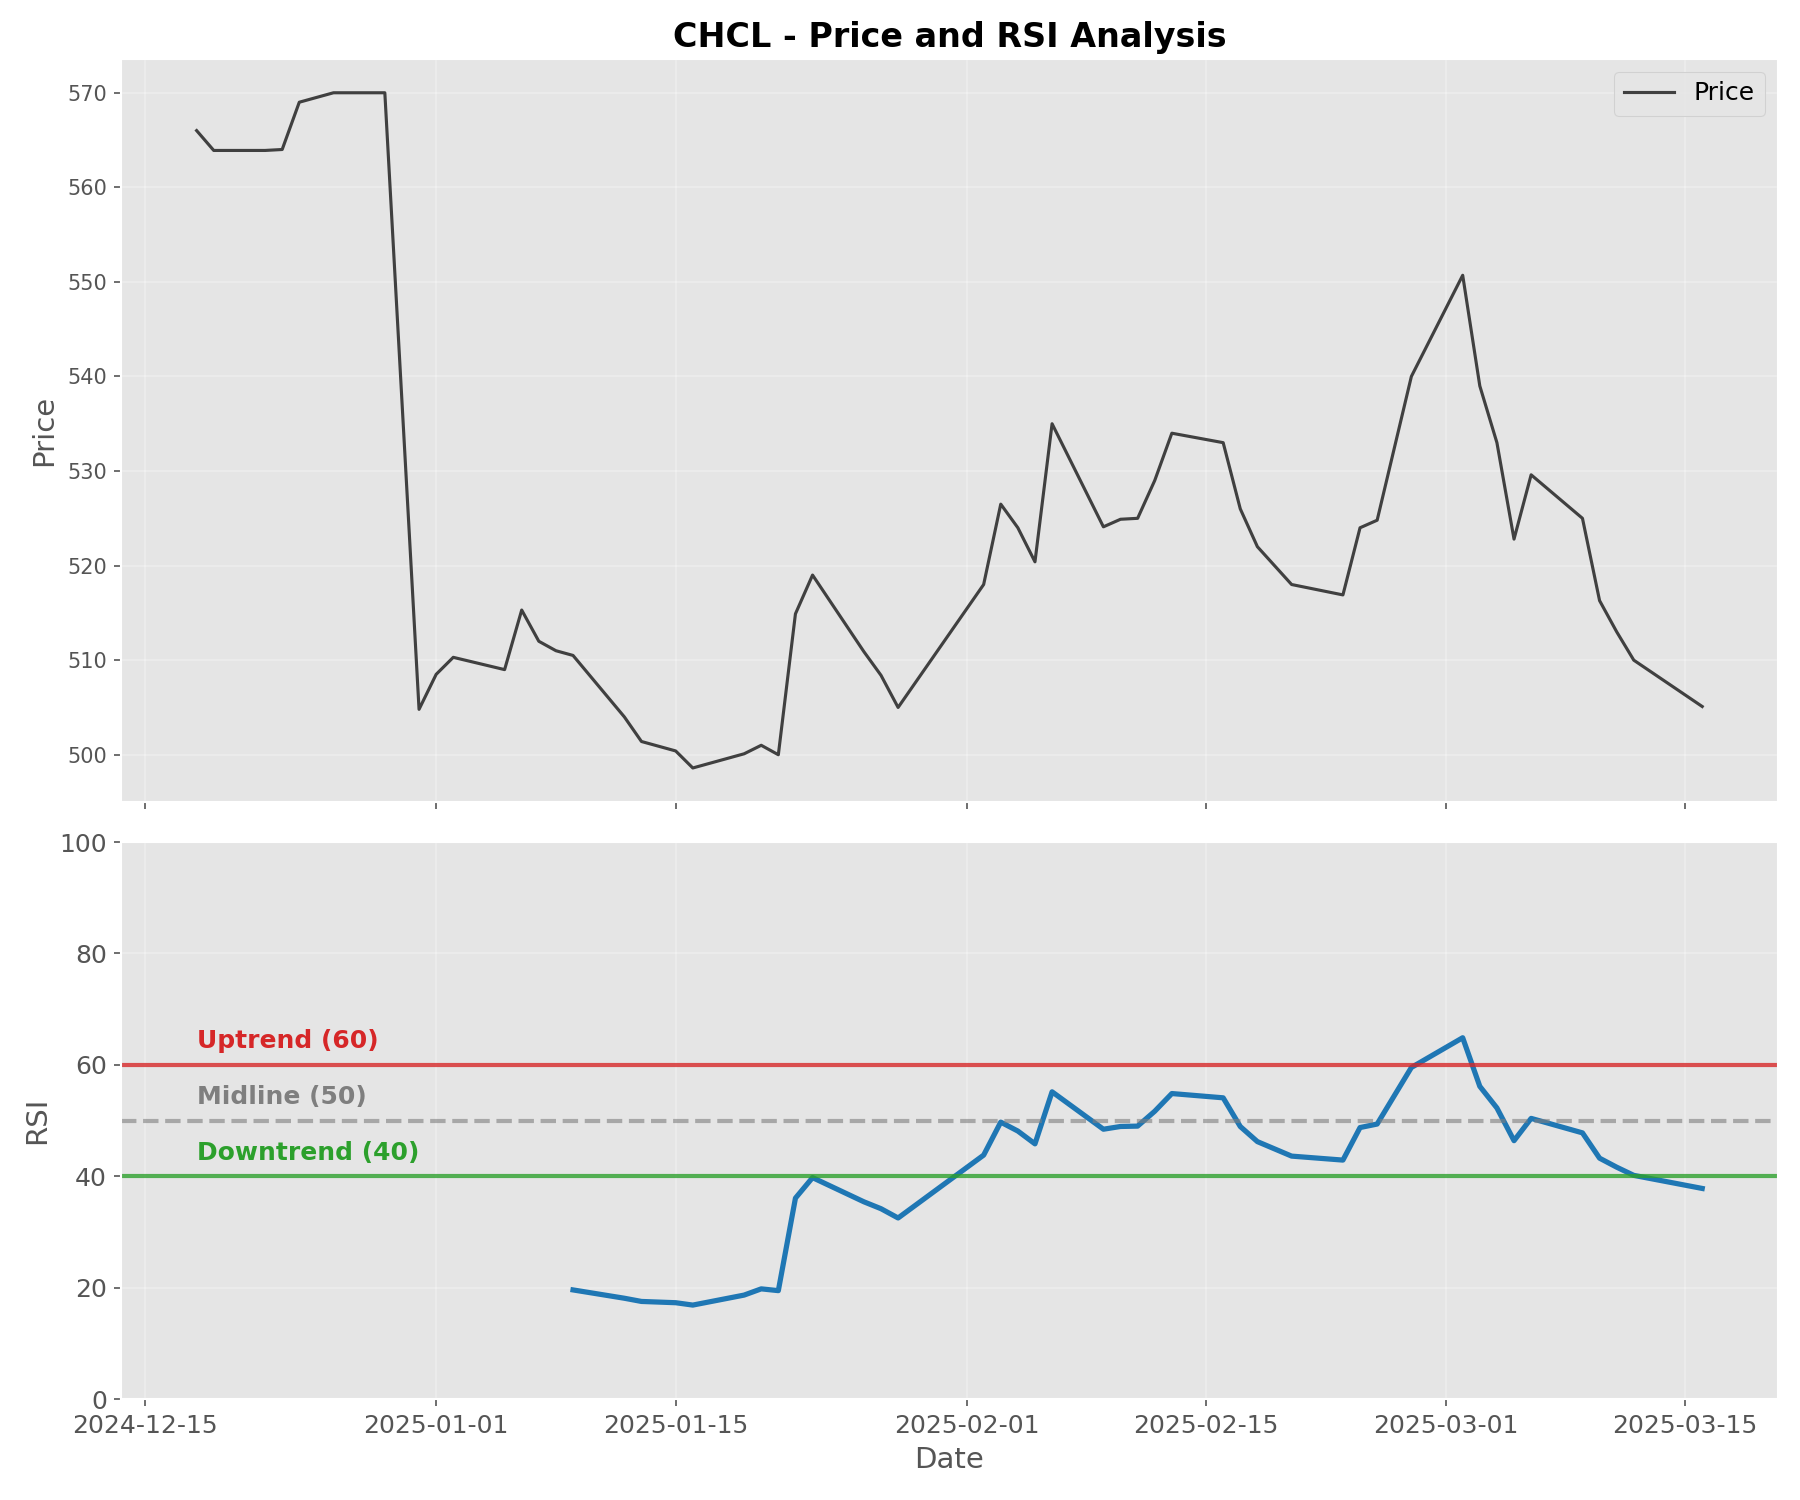 CHCL - Price and RSI Analysis
Price
570
560
550
540
530
520
510
500
Price
100
80
60
40
20
0
RSI
Uptrend (60)
Midline (50)
Downtrend (40)
2024-12-15 2025-01-01 2025-01-15 2025-02-01 2025-02-15 2025-03-01 2025-03-15
Date